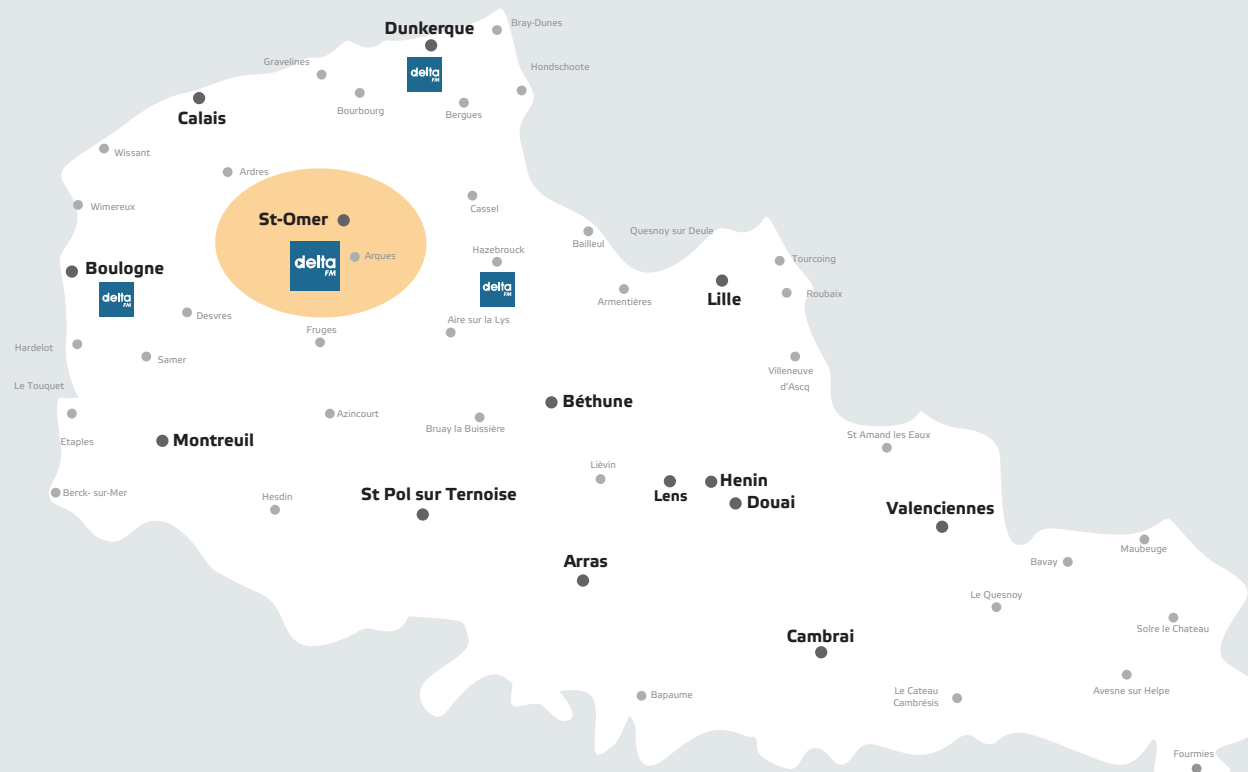 Dunkerque
Bray-Dunes
Gravelines
Hondschoote
delta
FM
Bourbourg
Bergues
Calais
Wissant
Ardres
Cassel
Wimereux
St-Omer
Bailleul
Quesnoy sur Deule
Hazebrouck
Arques
delta
FM
Tourcoing
Boulogne
delta
FM
delta
FM
Armentières
Lille
Roubaix
Desvres
Aire sur la Lys
Fruges
Hardelot
Samer
Villeneuve
d'Ascq
Le Touquet
Béthune
Azincourt
Bruay la Buissière
Etaples
Montreuil
St Amand les Eaux
Lièvin
Berck- sur-Mer
Hesdin
St Pol sur Ternoise
Lens
Henin
Douai
Valenciennes
Maubeuge
Bavay
Arras
Le Quesnoy
Solre le Chateau
Cambrai
Bapaume
Le Cateau
Cambrésis
Avesne sur Helpe
Fourmies